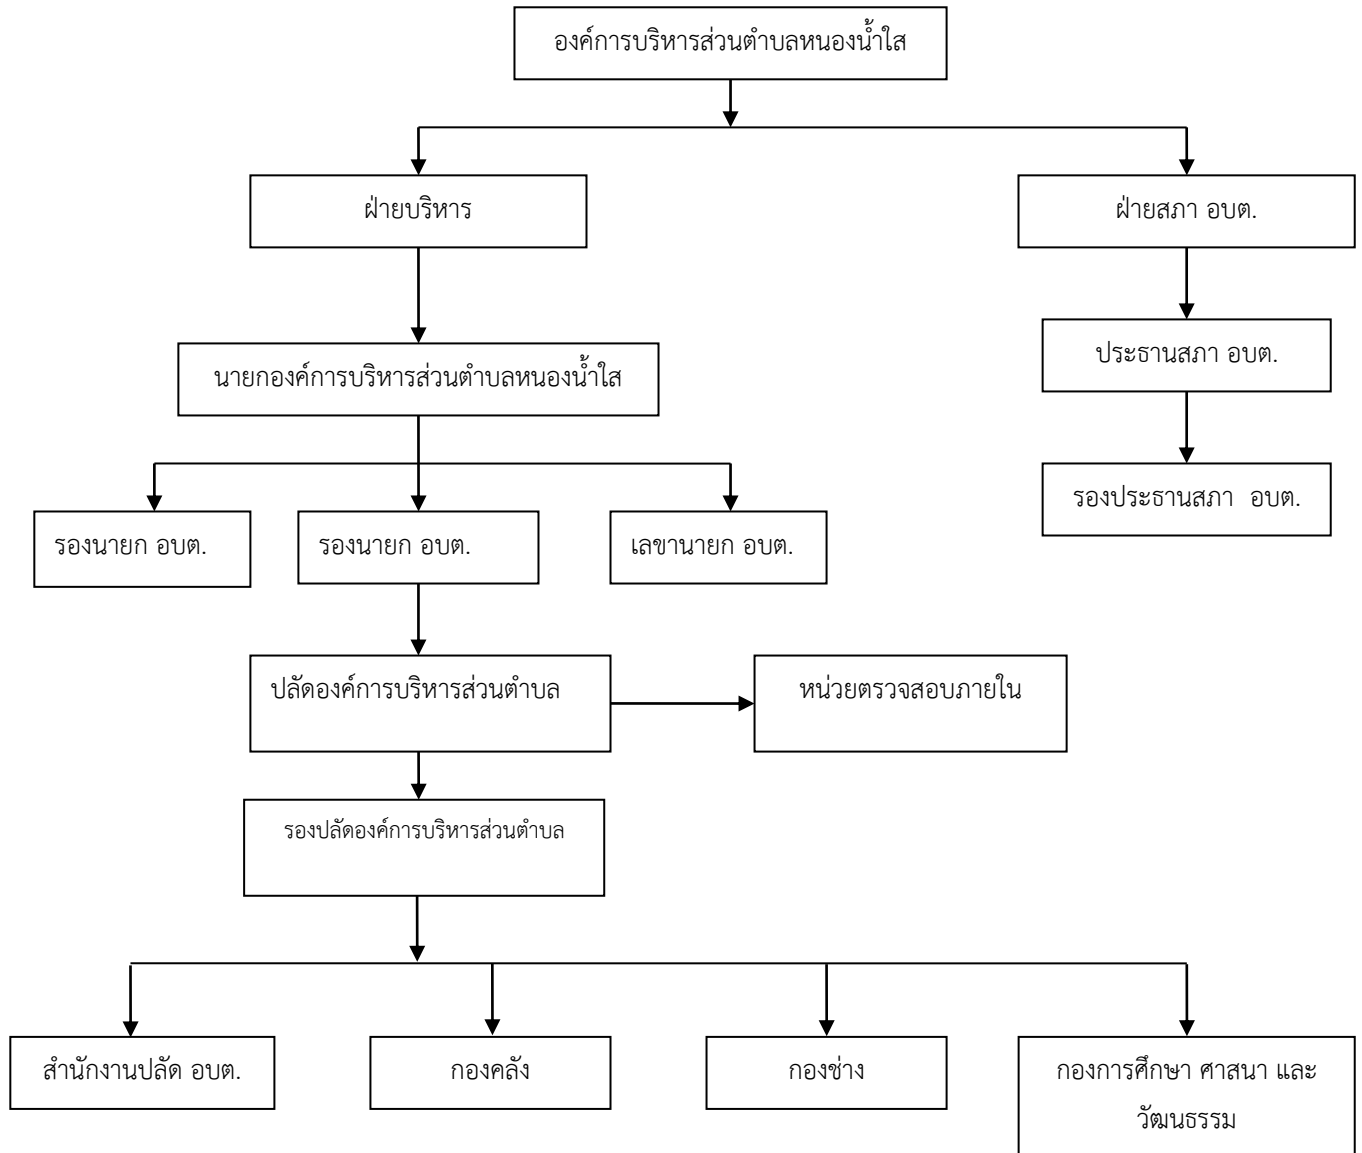 องค์การบริหารส่วนตำบลหนองน้ำใส
ฝ่ายบริหาร
ฝ่ายสภา อบต.
นายกองค์การบริหารส่วนตำบลหนองน้ำใส
ประธานสภา อบต.
รองประธานสภา อบต.
รองนายก อบต.
รองนายก อบต.
เลขานายก อบต.
ปลัดองค์การบริหารส่วนตำบล
หน่วยตรวจสอบภายใน
รองปลัดองค์การบริหารส่วนตำบล
สำนักงานปลัด อบต.
กองคลัง
กองช่าง
กองการศึกษา ศาสนา และ
วัฒนธรรม